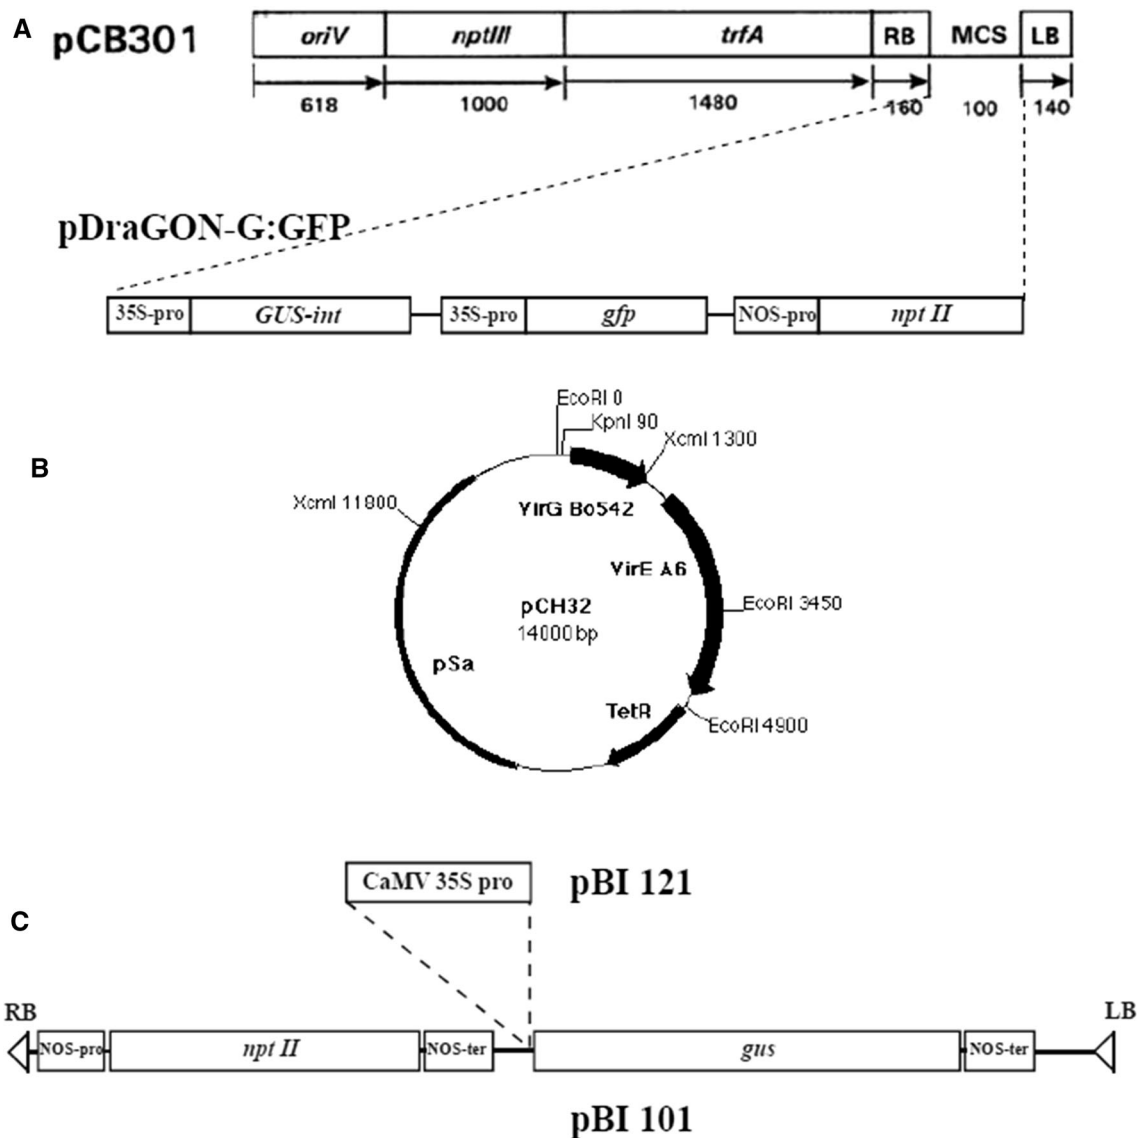 A
pCB301
oriV nptIII trfA RB MCS LB
618 1000 1480 160 100 140
pDraGON-G:GFP
35S-pro GUS-int 35S-pro gfp NOS-pro npt II
B
EcoRI 0
KpnI 90
XcmI 1300
XcmI 11800
VirG Bo542
VirE A6
pCH32
14000 bp
EcoRI 3450
pSa
TetR
EcoRI 4900
CaMV 35S pro
pBI 121
C
RB
LB
NOS-pro npt II NOS-ter gus NOS-ter
pBI 101